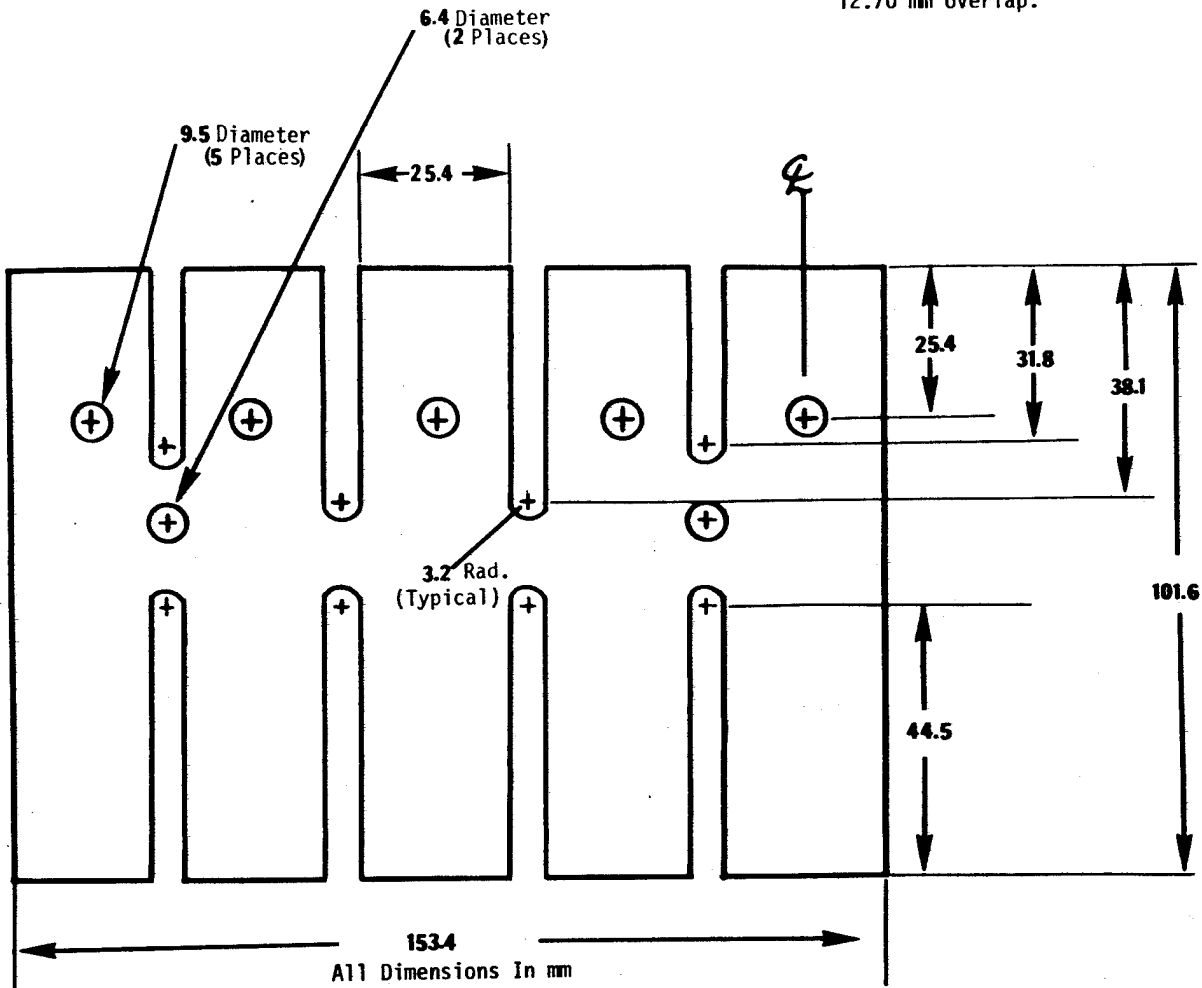 12.70 mm overlap.
6.4 Diameter
(2 Places)
9.5 Diameter
(5 Places)
25.4
℄
25.4
31.8
38.1
3.2 Rad.
(Typical)
101.6
44.5
153.4
All Dimensions In mm